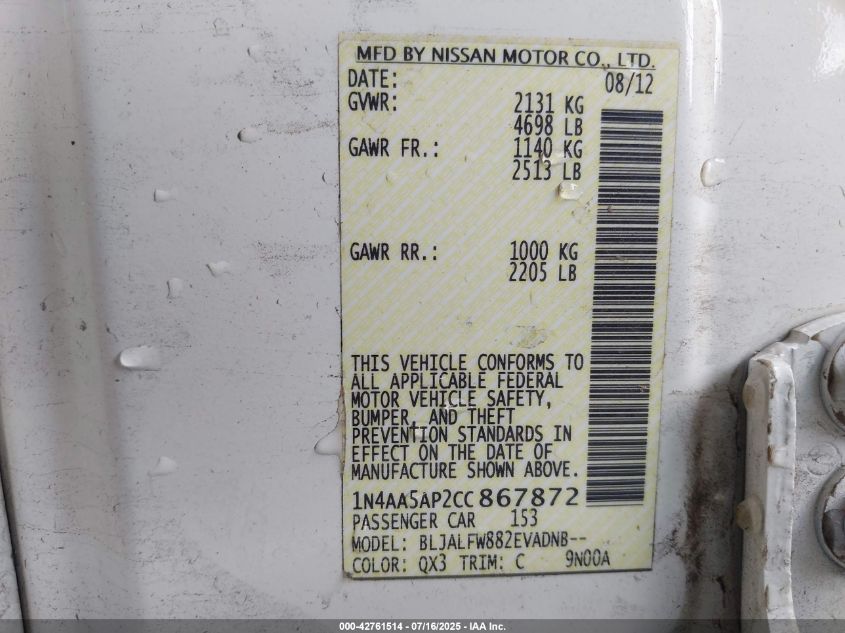 MFD BY NISSAN MOTOR CO., LTD.
DATE: 08/12
GVWR: 2131 KG
4698 LB
GAWR FR.: 1140 KG
2513 LB
GAWR RR.: 1000 KG
2205 LB
THIS VEHICLE CONFORMS TO
ALL APPLICABLE FEDERAL
MOTOR VEHICLE SAFETY,
BUMPER, AND THEFT
PREVENTION STANDARDS IN
EFFECT ON THE DATE OF
MANUFACTURE SHOWN ABOVE.
1N4AA5AP2CC867872
PASSENGER CAR 153
MODEL: BLJALFW882EVADNB--
COLOR: QX3 TRIM: C 9N00A
000-42761514 - 07/16/2025 - IAA Inc.